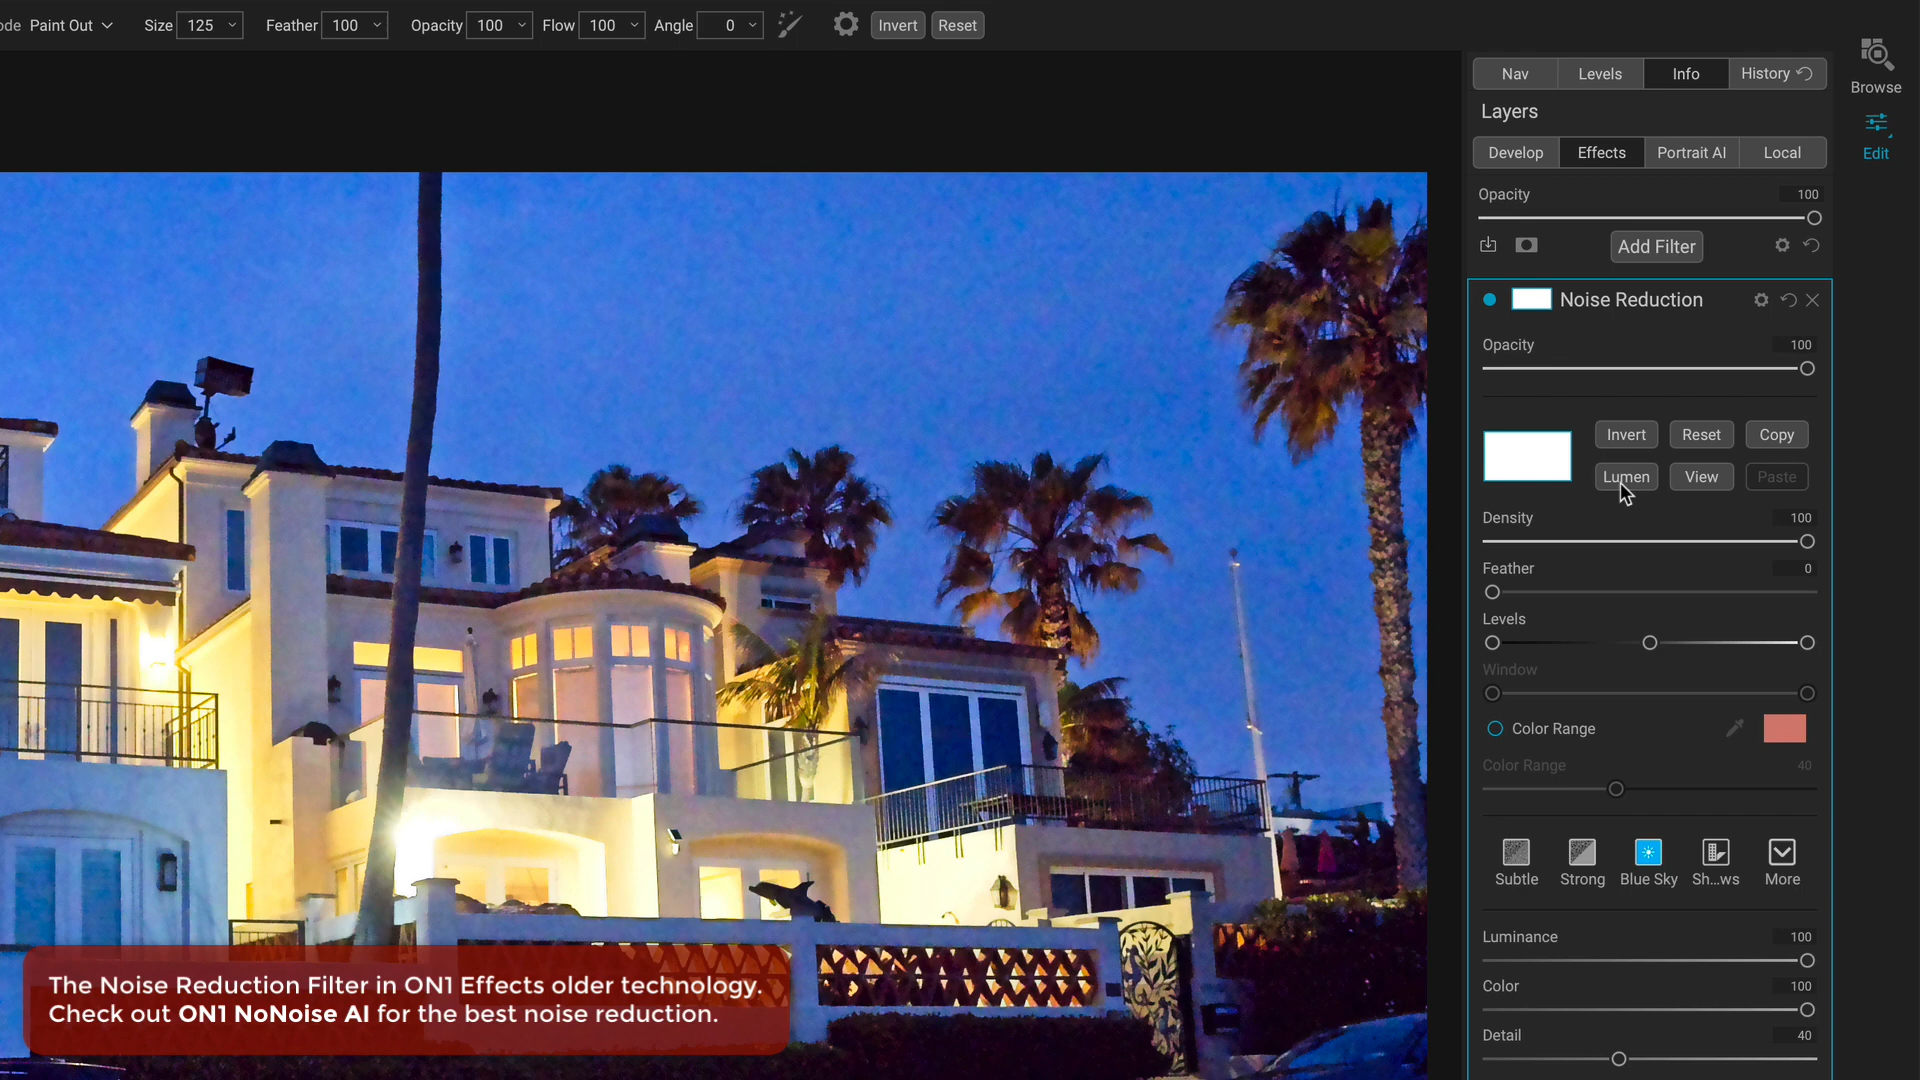 ode Paint Out Size 125 Feather 100 Opacity 100 Flow 100 Angle 0 Invert Reset
Nav Levels Info History
Browse
Layers
Edit
Develop Effects Portrait AI Local
Opacity 100
Add Filter
Noise Reduction
Opacity 100
Invert Reset Copy
Lumen View Paste
Density 100
Feather 0
Levels
Window
Color Range
Color Range 40
Subtle Strong Blue Sky Sh...ws More
Luminance 100
Color 100
Detail 40
The Noise Reduction Filter in ON1 Effects older technology.
Check out ON1 NoNoise AI for the best noise reduction.